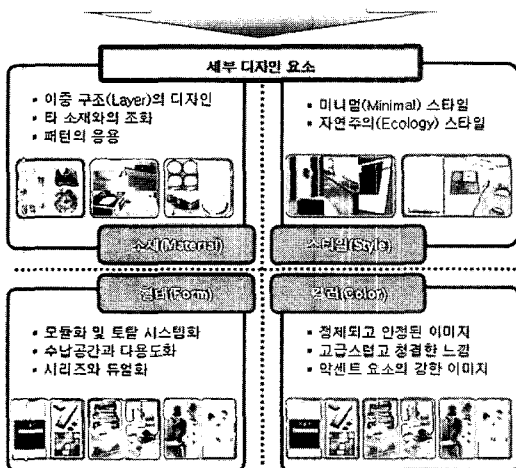 세부 디자인 요소
▪ 이중 구조(Layer)의 디자인
▪ 타 소재와의 조화
▪ 패턴의 응용
소재(Material)
▪ 미니멀(Minimal) 스타일
▪ 자연주의(Ecology) 스타일
스타일(Style)
형태(Form)
▪ 모듈화 및 토탈 시스템화
▪ 수납공간과 다용도화
▪ 시리즈와 듀얼화
컬러(Color)
▪ 정제되고 안정된 이미지
▪ 고급스럽고 청결한 느낌
▪ 악센트 요소의 강한 이미지